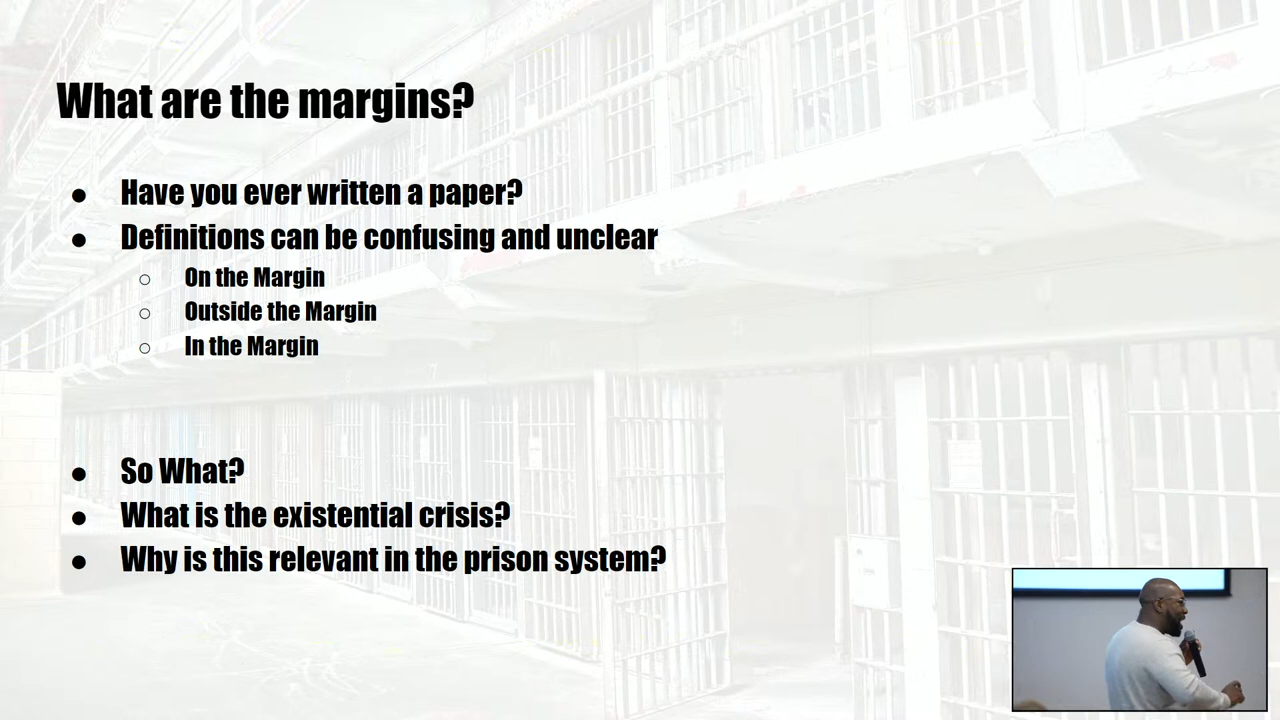 What are the margins?
● Have you ever written a paper?
● Definitions can be confusing and unclear
○ On the Margin
○ Outside the Margin
○ In the Margin
● So What?
● What is the existential crisis?
● Why is this relevant in the prison system?